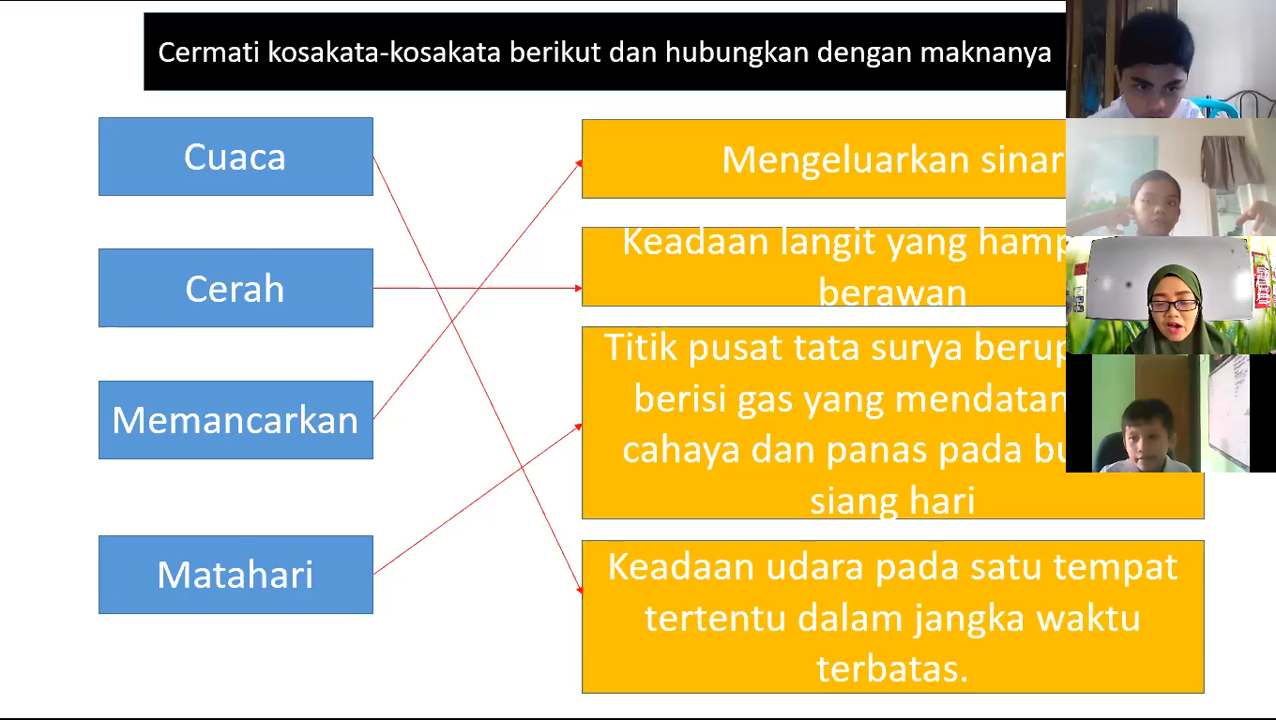 Cermati kosakata-kosakata berikut dan hubungkan dengan maknanya
Cuaca
Cerah
Memancarkan
Matahari
Mengeluarkan sinar
Keadaan langit yang
berawan
Titik pusat tata surya
berisi gas yang
cahaya dan panas pada
siang hari
Keadaan udara pada satu tempat
tertentu dalam jangka waktu
terbatas.